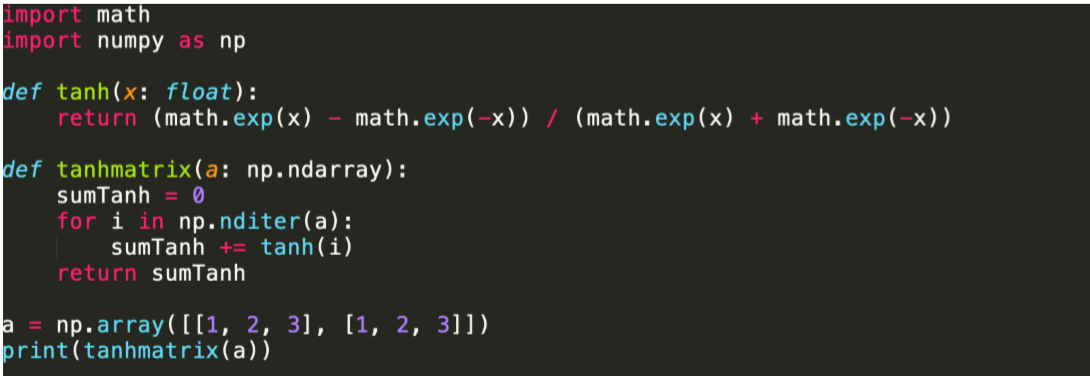 import math
import numpy as np

def tanh(x: float):
    return (math.exp(x) - math.exp(-x)) / (math.exp(x) + math.exp(-x))

def tanhmatrix(a: np.ndarray):
    sumTanh = 0
    for i in np.nditer(a):
        sumTanh += tanh(i)
    return sumTanh

a = np.array([[1, 2, 3], [1, 2, 3]])
print(tanhmatrix(a))